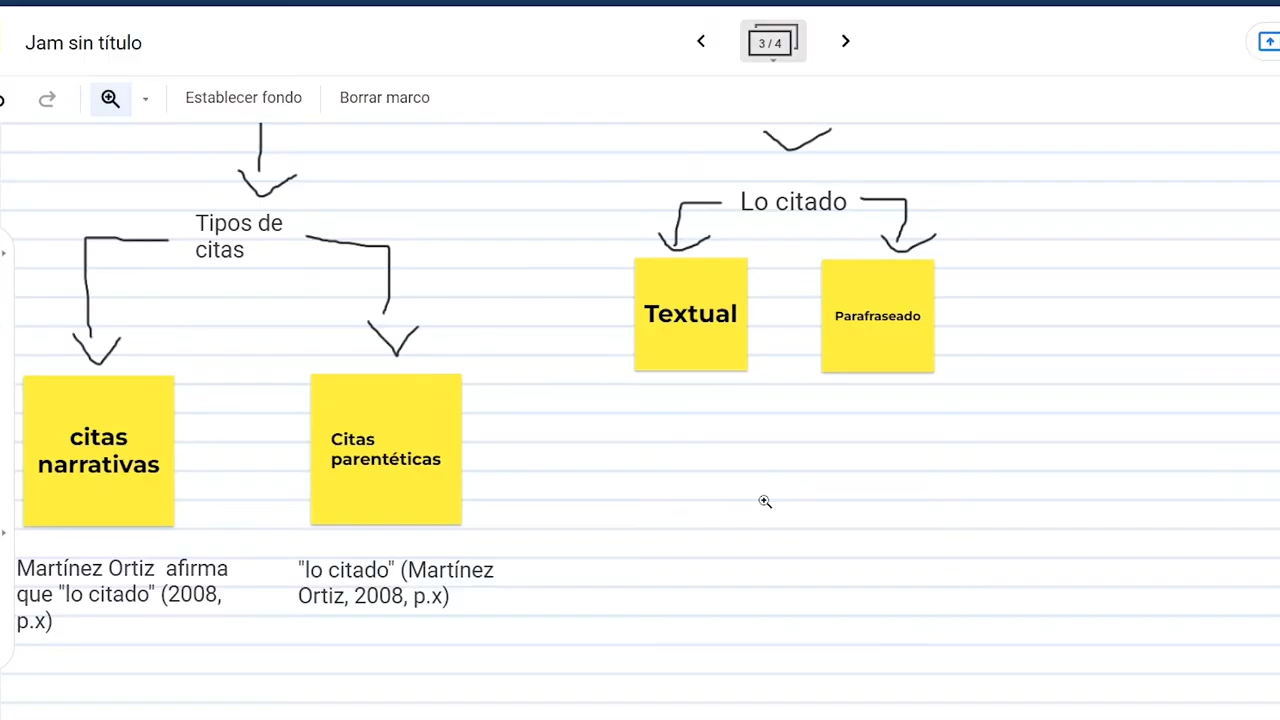 Jam sin título
3 / 4
Establecer fondo
Borrar marco
Tipos de
citas
Lo citado
Textual
Parafraseado
citas
narrativas
Citas
parentéticas
Martínez Ortiz  afirma
que "lo citado" (2008,
p.x)
"lo citado" (Martínez
Ortiz, 2008, p.x)